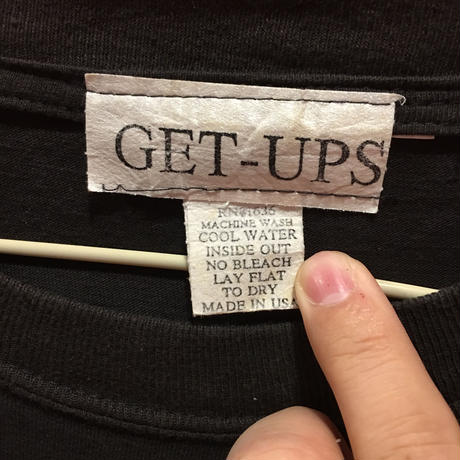 GET-UPS
MACHINE WASH
COOL WATER
INSIDE OUT
NO BLEACH
LAY FLAT
TO DRY
MADE IN USA